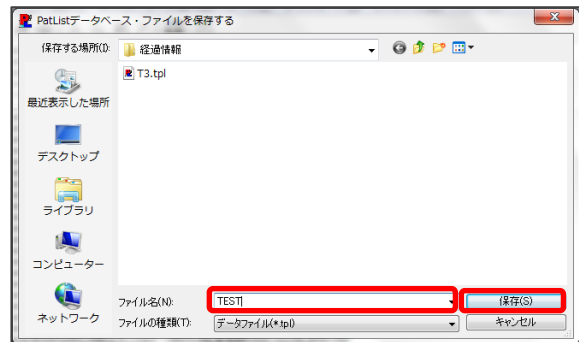 PatListデータベース・ファイルを保存する
保存する場所(I):
経過情報
T3.tpl
最近表示した場所
デスクトップ
ライブラリ
コンピューター
ネットワーク
ファイル名(N):
TEST
保存(S)
ファイルの種類(T):
データファイル(*.tpl)
キャンセル